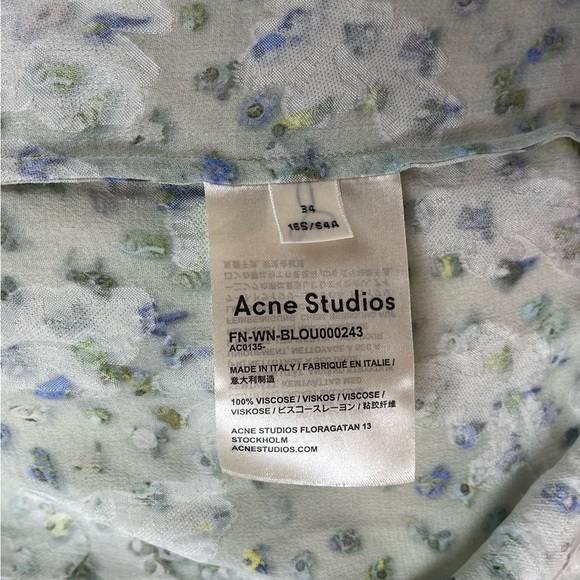 34
165/64A
Acne Studios
FN-WN-BLOU000243
AC0135-
MADE IN ITALY / FABRIQUÉ EN ITALIE /
意大利制造
100% VISCOSE / VISKOS / VISCOSE /
VISKOSE / ビスコースレーヨン / 粘胶纤维
ACNE STUDIOS FLORAGATAN 13
STOCKHOLM
ACNESTUDIOS.COM